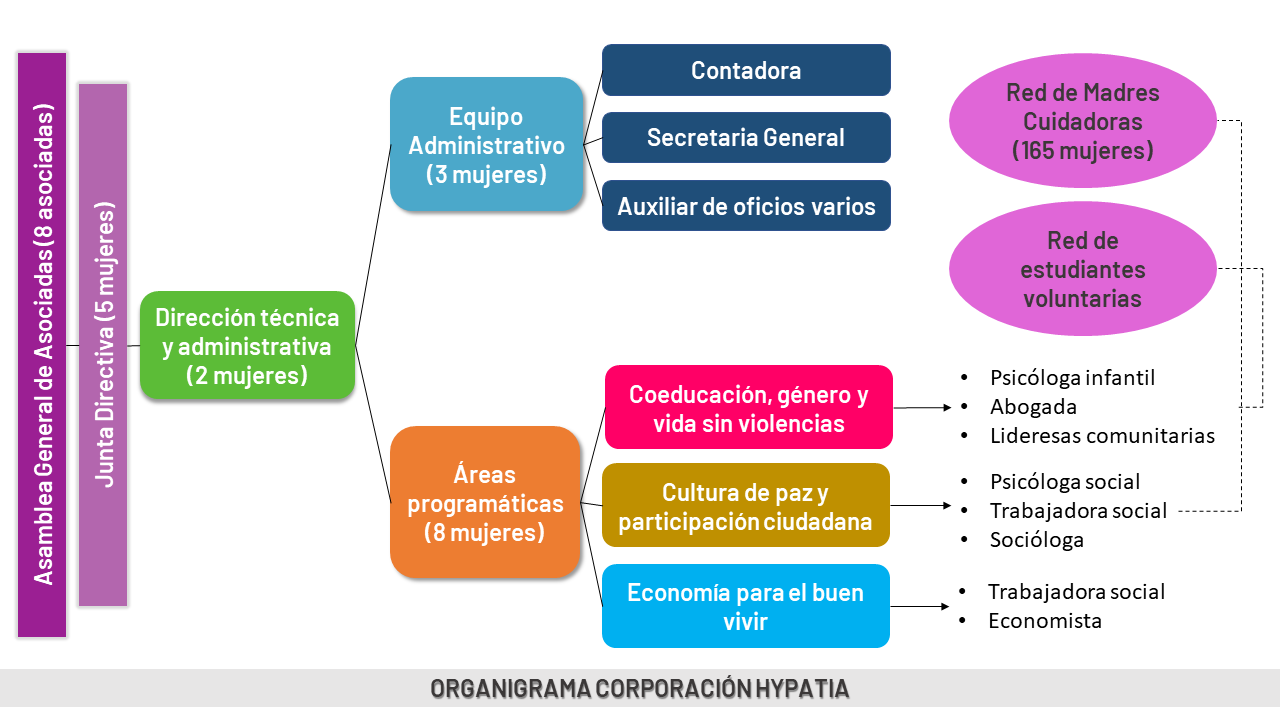 Asamblea General de Asociadas (8 asociadas)
Junta Directiva (5 mujeres)
Dirección técnica
y administrativa
(2 mujeres)
Equipo
Administrativo
(3 mujeres)
Contadora
Secretaria General
Auxiliar de oficios varios
Red de Madres
Cuidadoras
(165 mujeres)
Red de
estudiantes
voluntarias
Áreas
programáticas
(8 mujeres)
Coeducación, género y
vida sin violencias
• Psicóloga infantil
• Abogada
• Lideresas comunitarias
Cultura de paz y
participación ciudadana
• Psicóloga social
• Trabajadora social
• Socióloga
Economía para el buen
vivir
• Trabajadora social
• Economista
ORGANIGRAMA CORPORACIÓN HYPATIA